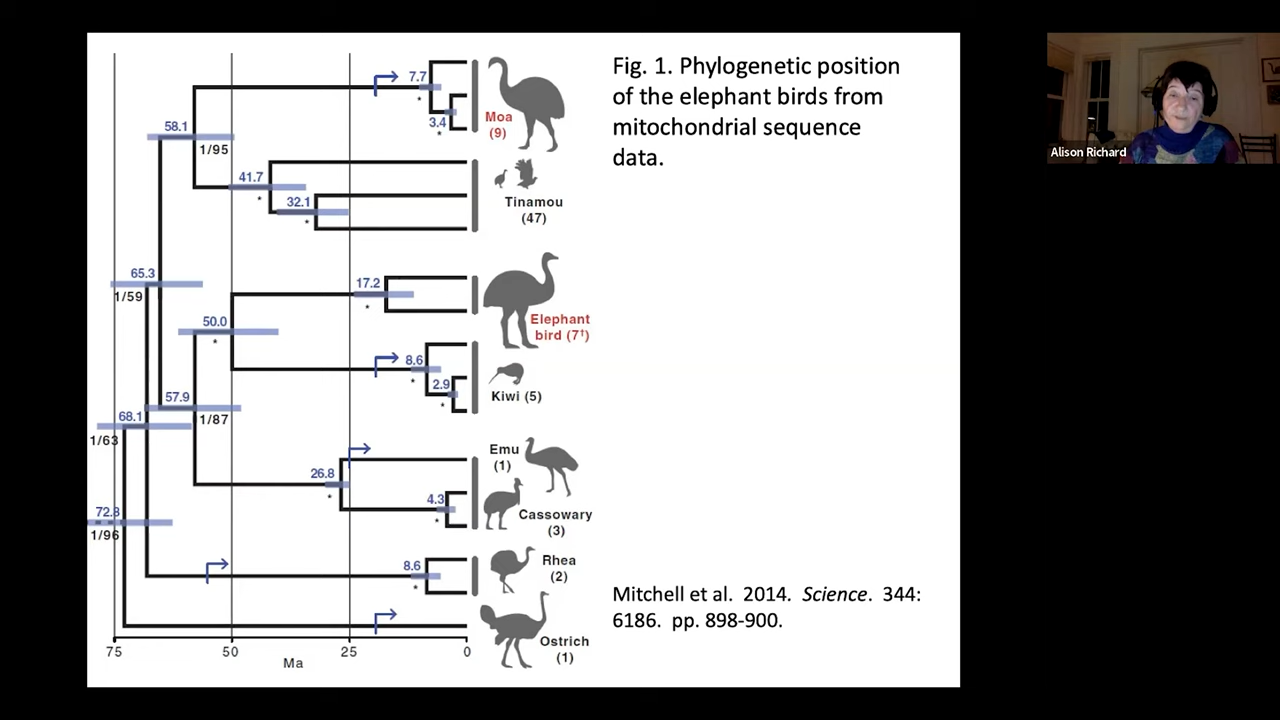 Fig. 1. Phylogenetic position
of the elephant birds from
mitochondrial sequence
data.
Alison Richard
7.7
*
3.4
*
Moa
(9)
58.1
1/95
41.7
*
32.1
*
Tinamou
(47)
65.3
1/59
17.2
*
Elephant
bird (7†)
50.0
*
8.6
*
2.9
*
Kiwi (5)
57.9
1/87
68.1
1/63
Emu
(1)
26.8
*
4.3
*
Cassowary
(3)
72.8
1/96
8.6
*
Rhea
(2)
Ostrich
(1)
75 50 25 0
Ma
Mitchell et al. 2014. Science. 344:
6186. pp. 898-900.